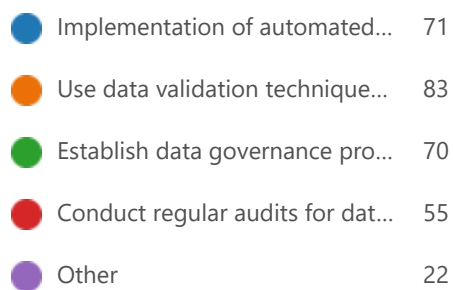 Implementation of automated... 71
Use data validation technique... 83
Establish data governance pro... 70
Conduct regular audits for dat... 55
Other 22